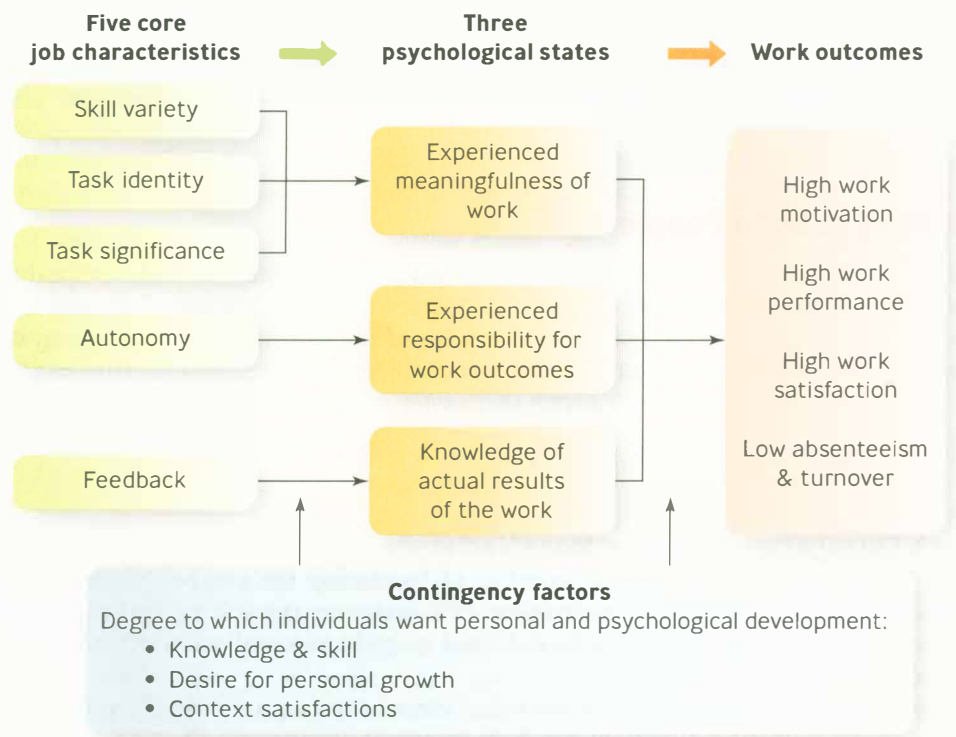 Five core
job characteristics
Three
psychological states
Work outcomes
Skill variety
Task identity
Task significance
Autonomy
Feedback
Experienced
meaningfulness of
work
Experienced
responsibility for
work outcomes
Knowledge of
actual results
of the work
High work
motivation
High work
performance
High work
satisfaction
Low absenteeism
& turnover
Contingency factors
Degree to which individuals want personal and psychological development:
• Knowledge & skill
• Desire for personal growth
• Context satisfactions